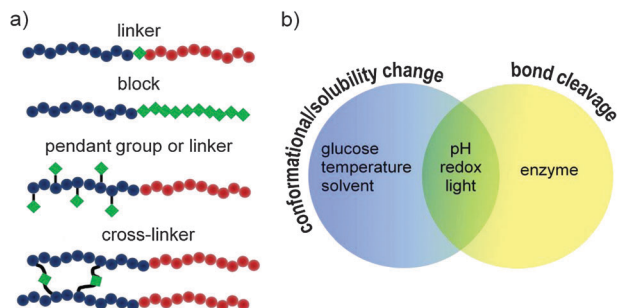 a)
linker
block
pendant group or linker
cross-linker
b)
conformational/solubility change
bond cleavage
glucose
temperature
solvent
pH
redox
light
enzyme